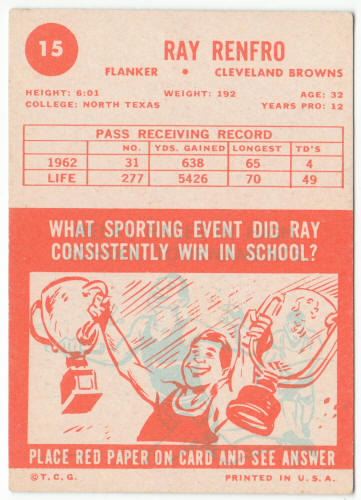 15
RAY RENFRO
FLANKER • CLEVELAND BROWNS
HEIGHT: 6:01 WEIGHT: 192 AGE: 32
COLLEGE: NORTH TEXAS YEARS PRO: 12
PASS RECEIVING RECORD
NO. YDS. GAINED LONGEST TD'S
1962 31 638 65 4
LIFE 277 5426 70 49
WHAT SPORTING EVENT DID RAY
CONSISTENTLY WIN IN SCHOOL?
PLACE RED PAPER ON CARD AND SEE ANSWER
©T.C.G. PRINTED IN U.S.A.